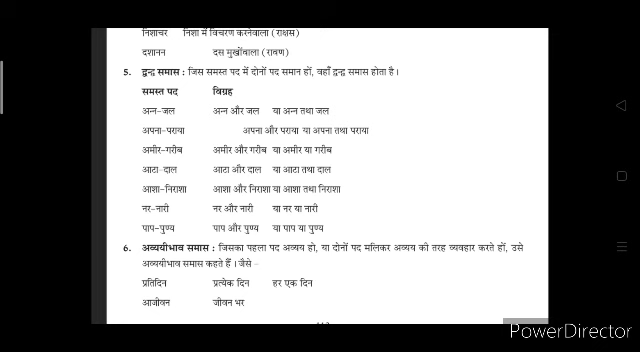 निशाचर निशा में विचरण करनेवाला (राक्षस)
दशानन दस मुखोंवाला (रावण)
5. द्वन्द्व समास : जिस समस्त पद में दोनों पद समान हों, वहाँ द्वन्द्व समास होता है।
समस्त पद विग्रह
अन्न-जल अन्न और जल या अन्न तथा जल
अपना-पराया अपना और पराया या अपना तथा पराया
अमीर-गरीब अमीर और गरीब या अमीर या गरीब
आटा-दाल आटा और दाल या आटा तथा दाल
आशा-निराशा आशा और निराशा या आशा तथा निराशा
नर-नारी नर और नारी या नर या नारी
पाप-पुण्य पाप और पुण्य या पाप या पुण्य
6. अव्ययीभाव समास : जिसका पहला पद अव्यय हो, या दोनों पद मलिकर अव्यय की तरह व्यवहार करते हों, उसे
अव्ययीभाव समास कहते हैं। जैसे –
प्रतिदिन प्रत्येक दिन हर एक दिन
आजीवन जीवन भर
PowerDirector